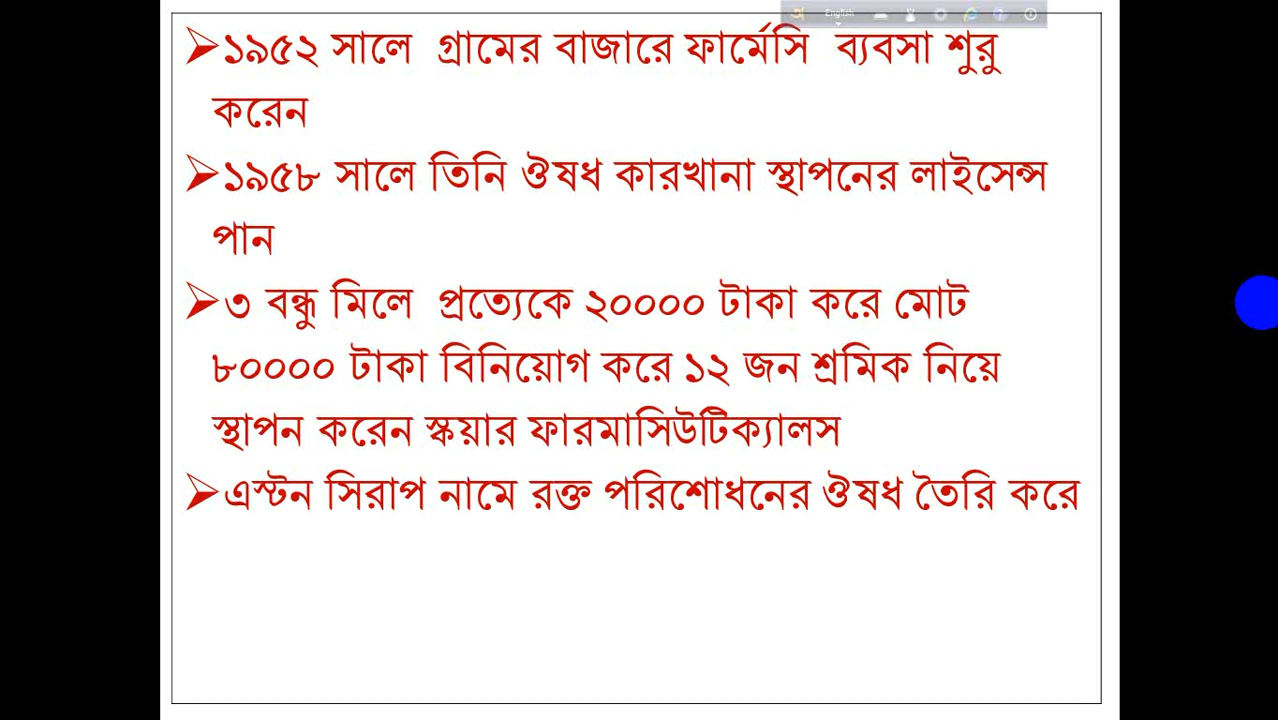 English
➢১৯৫২ সালে গ্রামের বাজারে ফার্মেসি ব্যবসা শুরু
করেন
➢১৯৫৮ সালে তিনি ঔষধ কারখানা স্থাপনের লাইসেন্স
পান
➢৩ বন্ধু মিলে প্রত্যেকে ২০০০০ টাকা করে মোট
৮০০০০ টাকা বিনিয়োগ করে ১২ জন শ্রমিক নিয়ে
স্থাপন করেন স্কয়ার ফারমাসিউটিক্যালস
➢এস্টন সিরাপ নামে রক্ত পরিশোধনের ঔষধ তৈরি করে